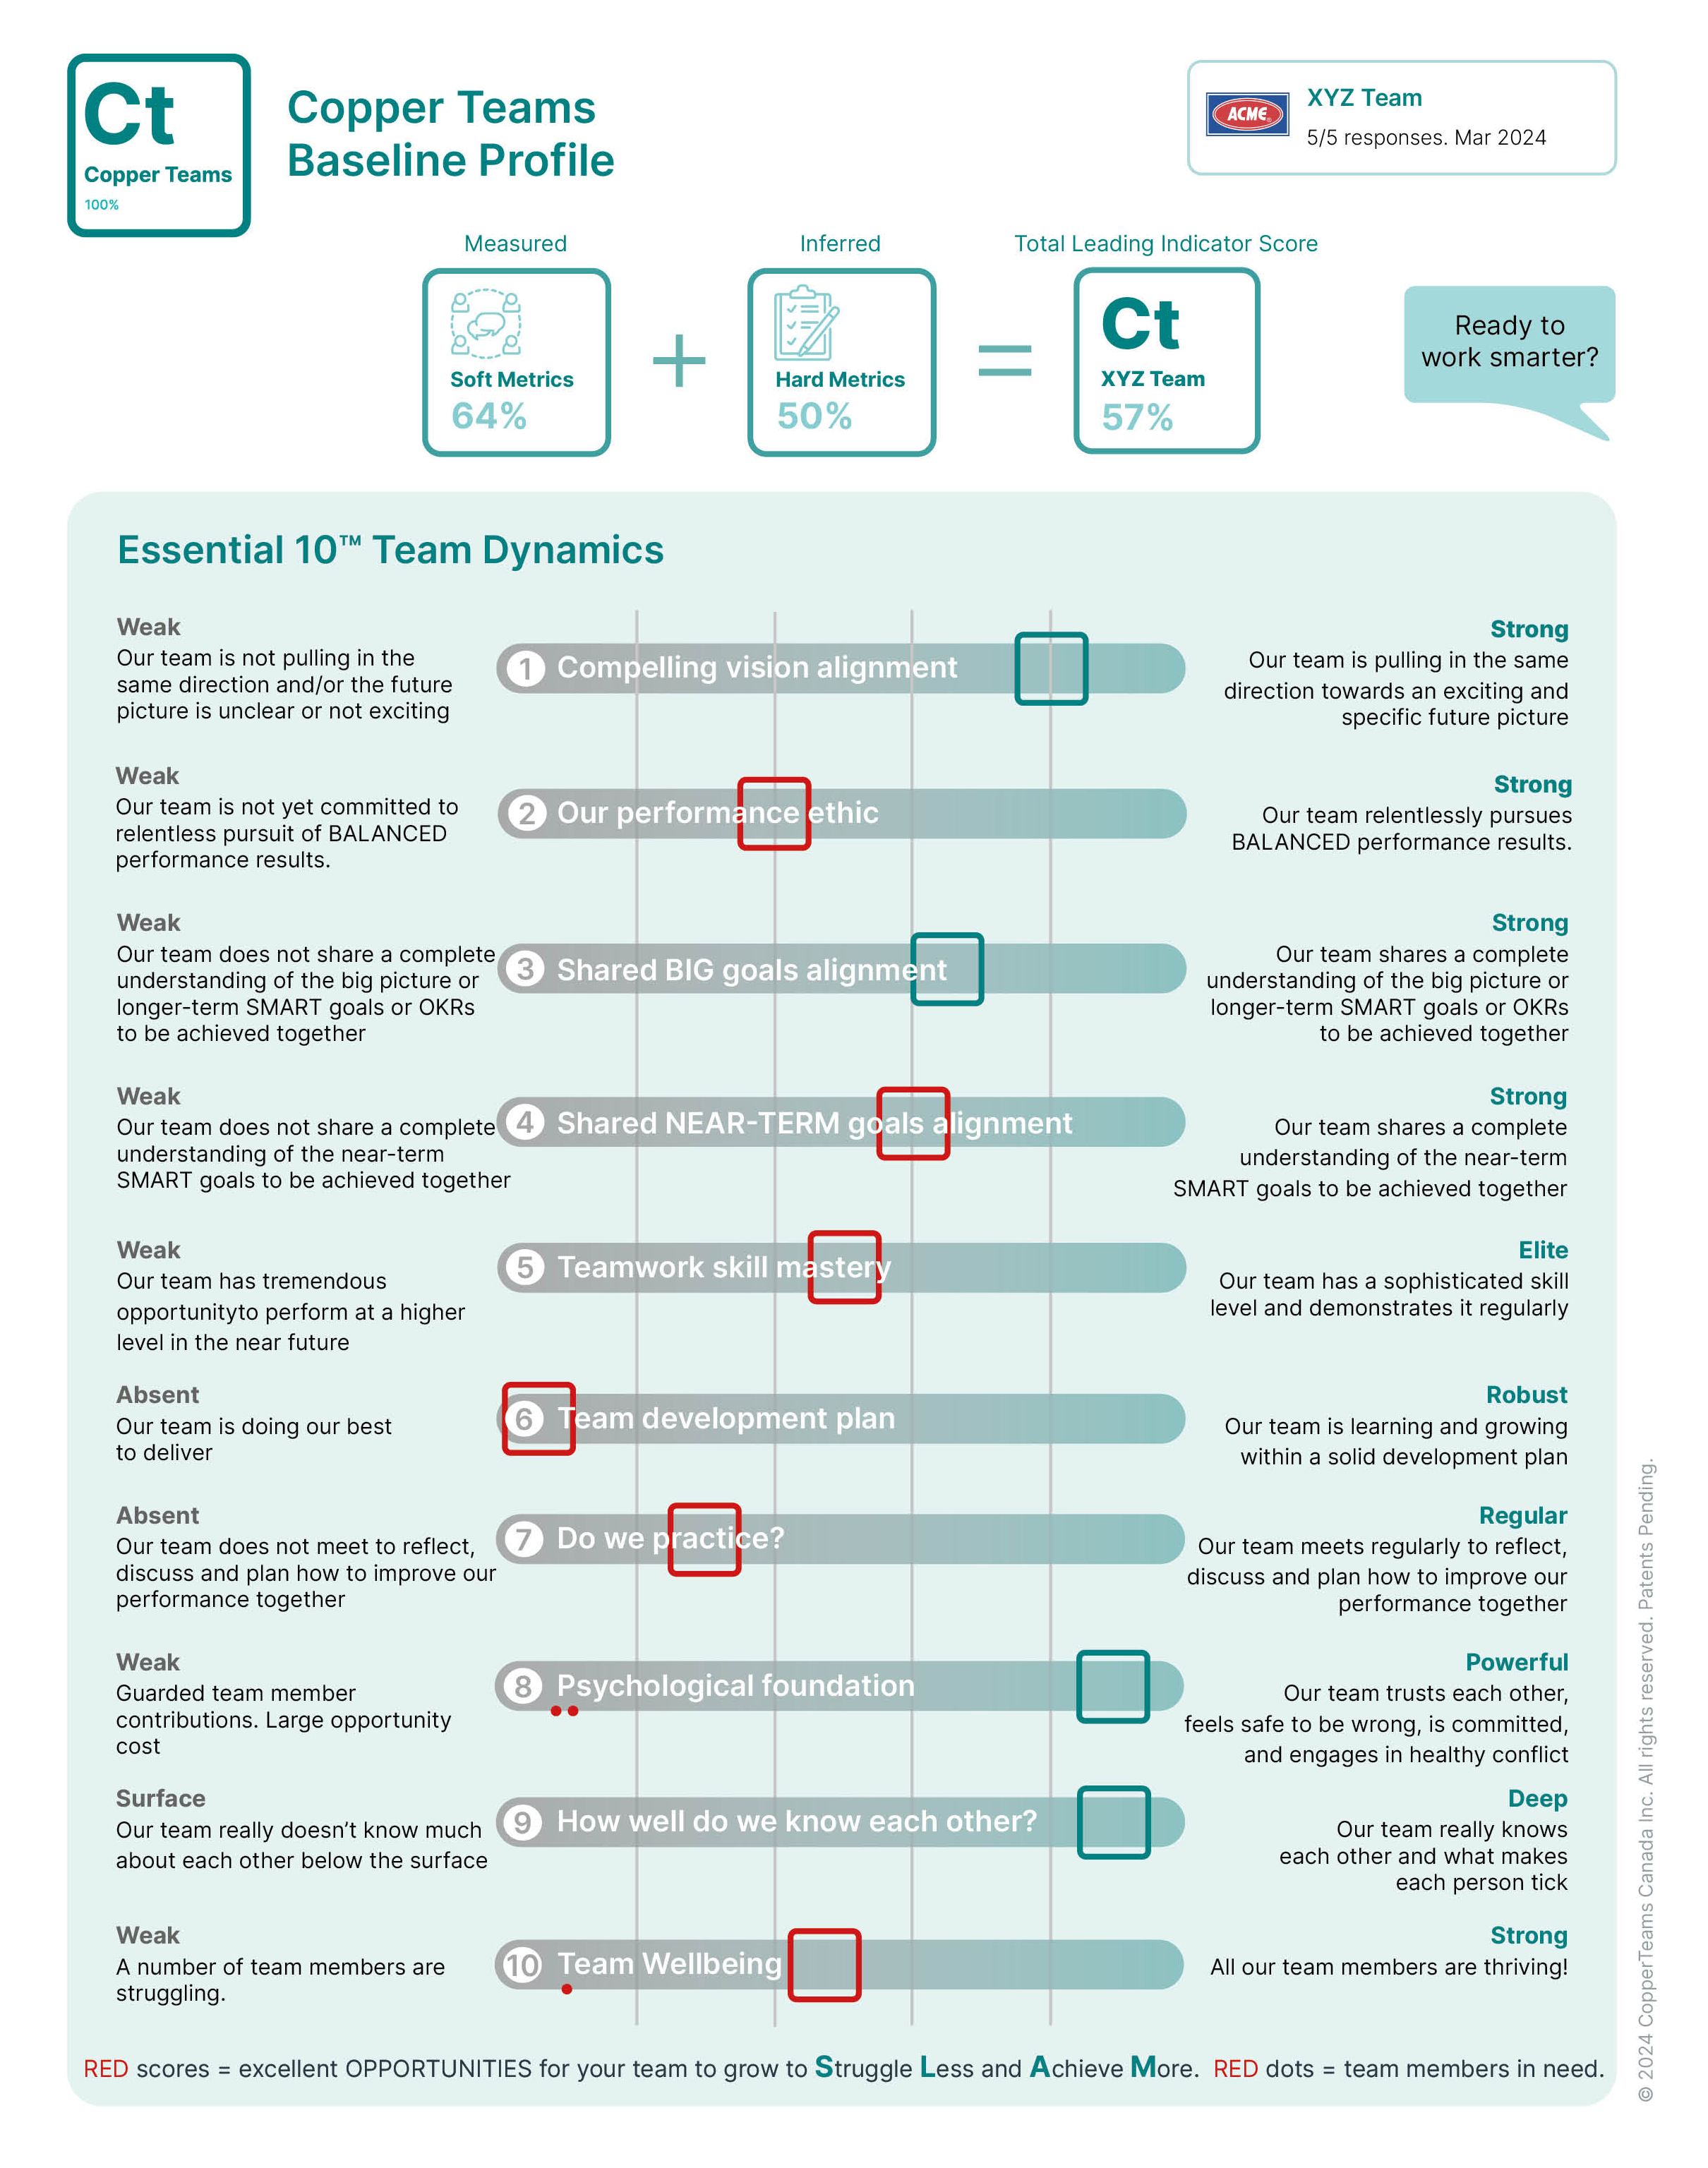 Ct
Copper Teams
100%
Copper Teams
Baseline Profile
ACME®
XYZ Team
5/5 responses. Mar 2024
Measured
Inferred
Total Leading Indicator Score
Soft Metrics
64%
+
Hard Metrics
50%
=
Ct
XYZ Team
57%
Ready to
work smarter?
Essential 10™ Team Dynamics
Weak
Our team is not pulling in the
same direction and/or the future
picture is unclear or not exciting
1 Compelling vision alignment
Strong
Our team is pulling in the same
direction towards an exciting and
specific future picture
Weak
Our team is not yet committed to
relentless pursuit of BALANCED
performance results.
2 Our performance ethic
Strong
Our team relentlessly pursues
BALANCED performance results.
Weak
Our team does not share a complete
understanding of the big picture or
longer-term SMART goals or OKRs
to be achieved together
3 Shared BIG goals alignment
Strong
Our team shares a complete
understanding of the big picture or
longer-term SMART goals or OKRs
to be achieved together
Weak
Our team does not share a complete
understanding of the near-term
SMART goals to be achieved together
4 Shared NEAR-TERM goals alignment
Strong
Our team shares a complete
understanding of the near-term
SMART goals to be achieved together
Weak
Our team has tremendous
opportunityto perform at a higher
level in the near future
5 Teamwork skill mastery
Elite
Our team has a sophisticated skill
level and demonstrates it regularly
Absent
Our team is doing our best
to deliver
6 Team development plan
Robust
Our team is learning and growing
within a solid development plan
Absent
Our team does not meet to reflect,
discuss and plan how to improve our
performance together
7 Do we practice?
Regular
Our team meets regularly to reflect,
discuss and plan how to improve our
performance together
Weak
Guarded team member
contributions. Large opportunity
cost
8 Psychological foundation
Powerful
Our team trusts each other,
feels safe to be wrong, is committed,
and engages in healthy conflict
Surface
Our team really doesn’t know much
about each other below the surface
9 How well do we know each other?
Deep
Our team really knows
each other and what makes
each person tick
Weak
A number of team members are
struggling.
10 Team Wellbeing
Strong
All our team members are thriving!
RED scores = excellent OPPORTUNITIES for your team to grow to Struggle Less and Achieve More. RED dots = team members in need.
© 2024 CopperTeams Canada Inc. All rights reserved. Patents Pending.